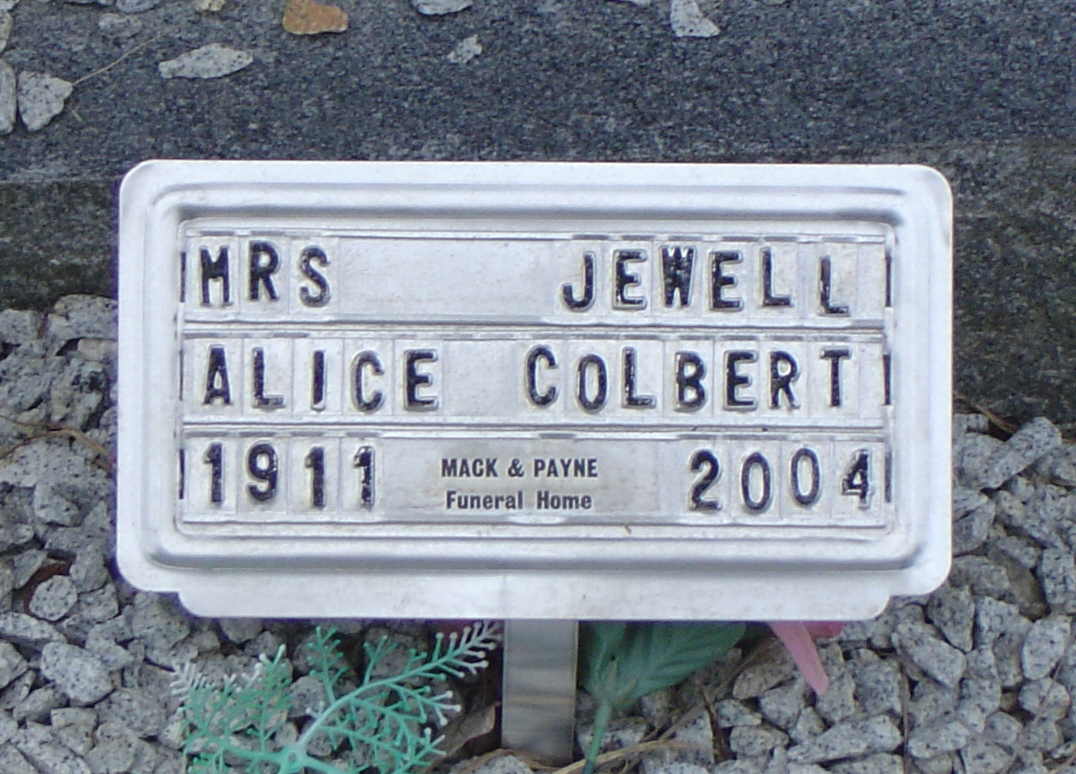 MRS JEWELL
ALICE COLBERT
1911 MACK & PAYNE 2004
Funeral Home